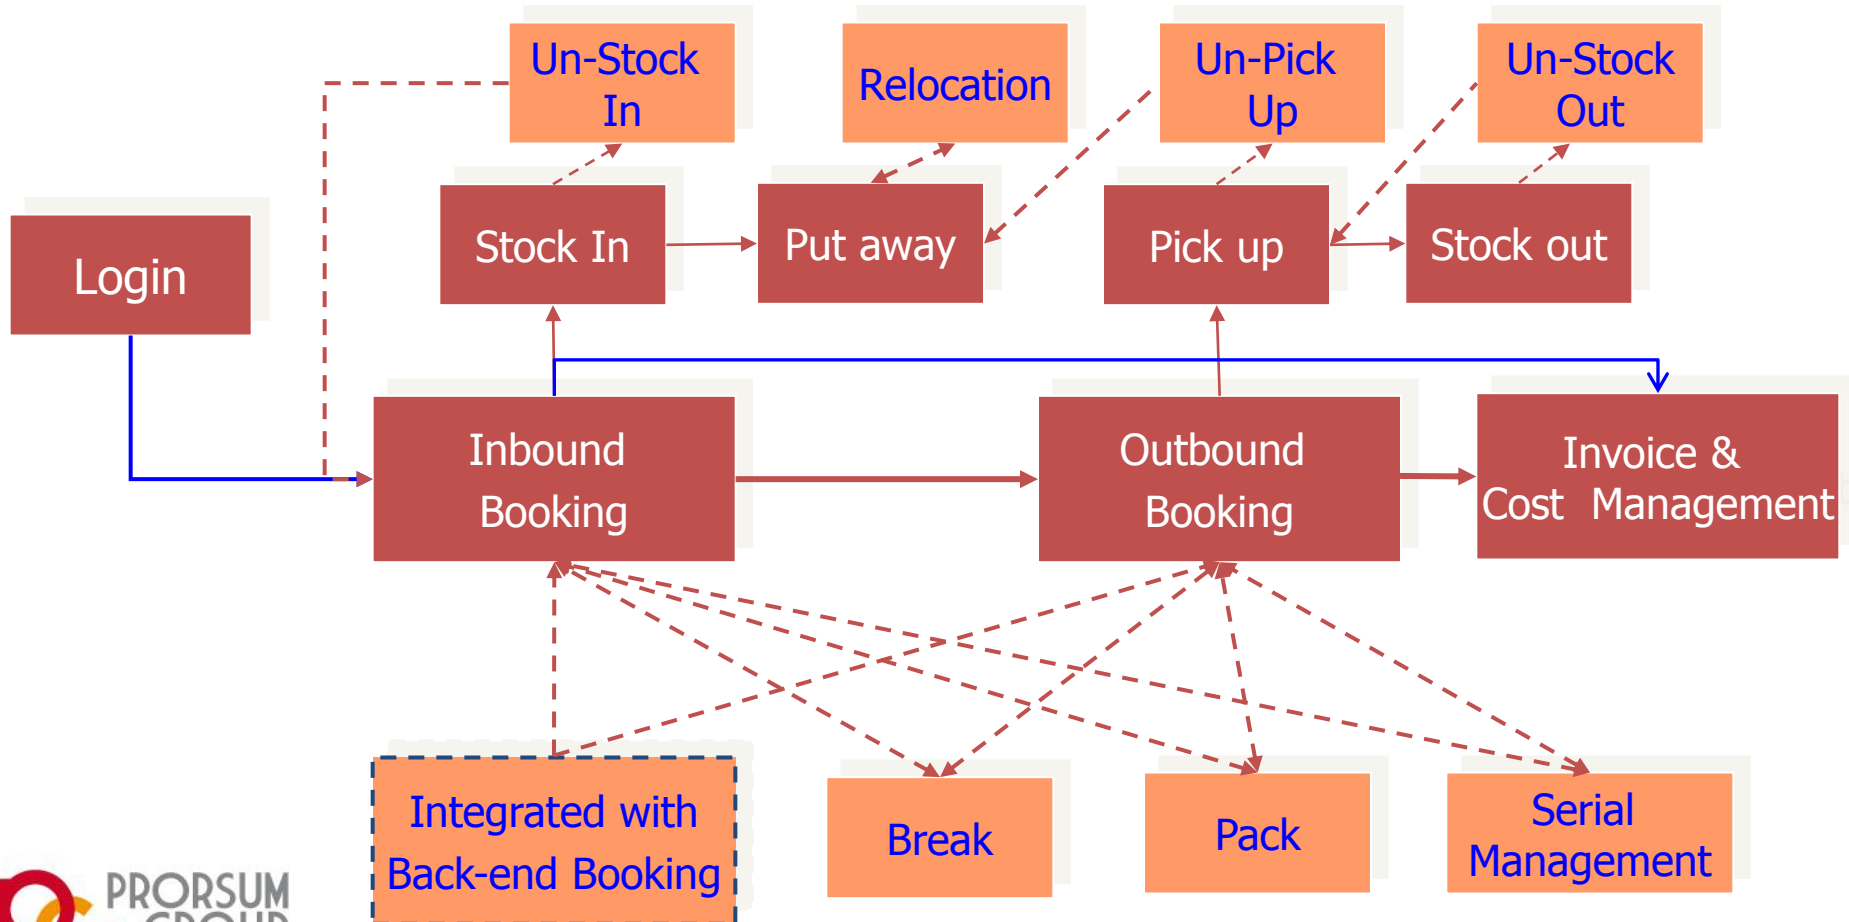 Un-Stock
In
Relocation
Un-Pick
Up
Un-Stock
Out
Login
Stock In
Put away
Pick up
Stock out
Inbound
Booking
Outbound
Booking
Invoice &
Cost Management
Integrated with
Back-end Booking
Break
Pack
Serial
Management
PRORSUM
GROUP